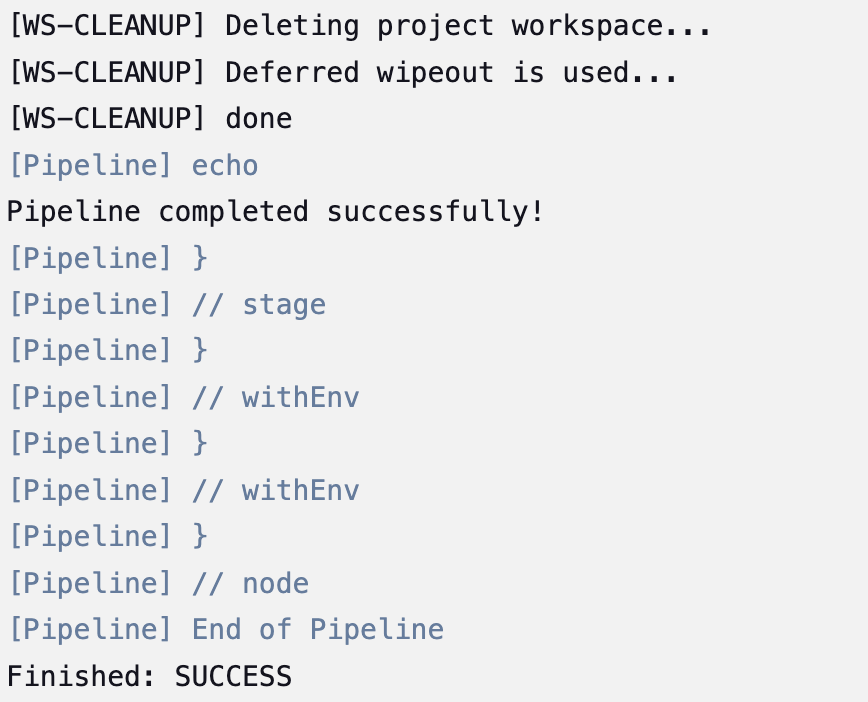 [WS-CLEANUP] Deleting project workspace...
[WS-CLEANUP] Deferred wipeout is used...
[WS-CLEANUP] done
[Pipeline] echo
Pipeline completed successfully!
[Pipeline] }
[Pipeline] // stage
[Pipeline] }
[Pipeline] // withEnv
[Pipeline] }
[Pipeline] // withEnv
[Pipeline] }
[Pipeline] // node
[Pipeline] End of Pipeline
Finished: SUCCESS